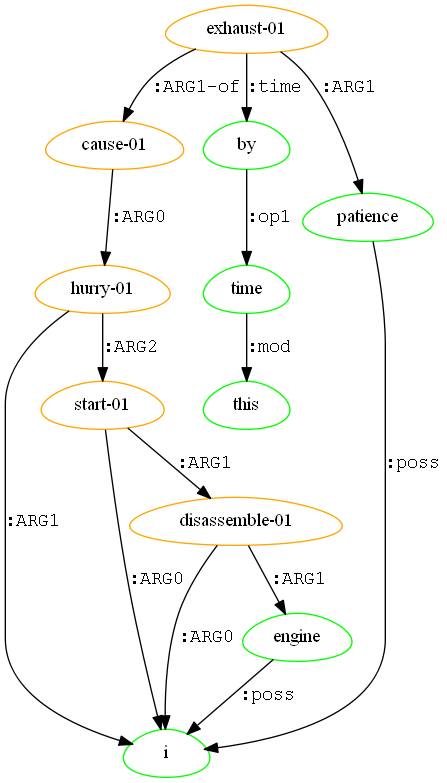 exhaust-01
:ARG1-of :time :ARG1
cause-01 by
patience
:ARG0 :op1
hurry-01 time
:ARG2 :mod
start-01 this
:ARG1 :poss
disassemble-01
:ARG1 :ARG0 :ARG1
engine
:ARG0
:poss
i